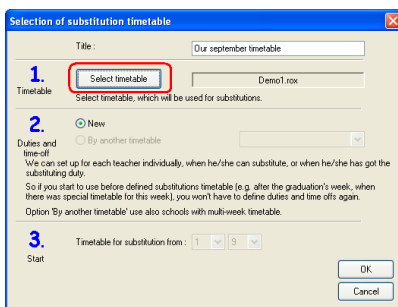 Selection of substitution timetable
Title :
Our september timetable
1.
Timetable
Select timetable
Demo1.rox
Select timetable, which will be used for substitutions.
2.
Duties and
time-off
New
By another timetable
We can set up for each teacher individually, when he/she can substitute, or when he/she has got the
substituting duty.
So if you start to use before defined substitutions timetable (e.g. after the graduation's week, when
there was special timetable for this week), you won't have to define duties and time offs again.
Option 'By another timetable' use also schools with multi-week timetable.
3.
Start
Timetable for substitution from : 1 9
OK
Cancel